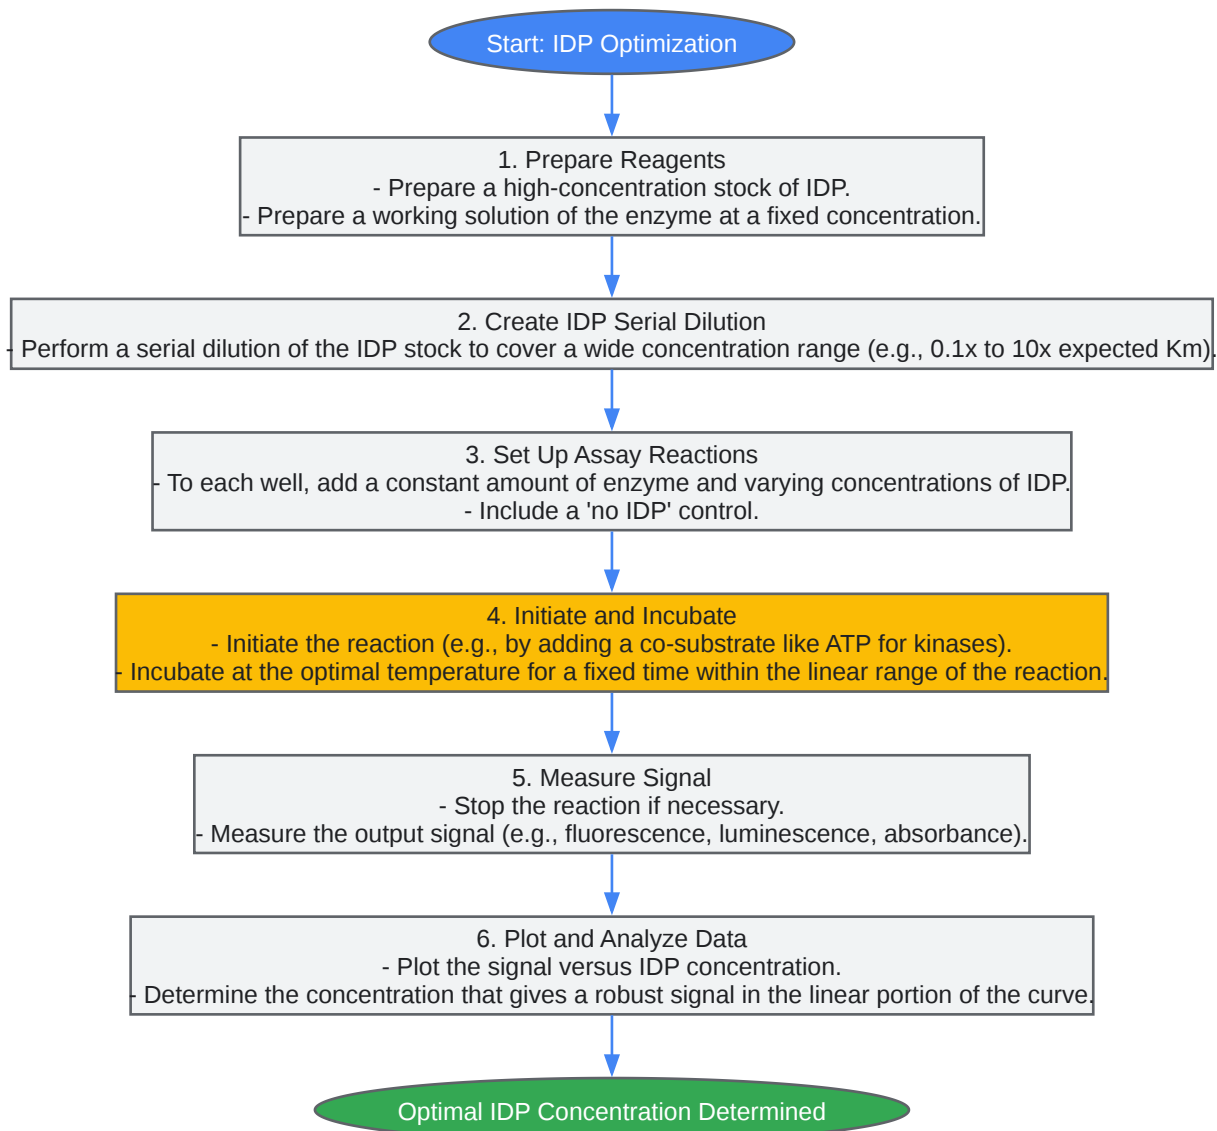 Start: IDP Optimization
1. Prepare Reagents
- Prepare a high-concentration stock of IDP.
- Prepare a working solution of the enzyme at a fixed concentration.
2. Create IDP Serial Dilution
- Perform a serial dilution of the IDP stock to cover a wide concentration range (e.g., 0.1x to 10x expected Km).
3. Set Up Assay Reactions
- To each well, add a constant amount of enzyme and varying concentrations of IDP.
- Include a 'no IDP' control.
4. Initiate and Incubate
- Initiate the reaction (e.g., by adding a co-substrate like ATP for kinases).
- Incubate at the optimal temperature for a fixed time within the linear range of the reaction.
5. Measure Signal
- Stop the reaction if necessary.
- Measure the output signal (e.g., fluorescence, luminescence, absorbance).
6. Plot and Analyze Data
- Plot the signal versus IDP concentration.
- Determine the concentration that gives a robust signal in the linear portion of the curve.
Optimal IDP Concentration Determined